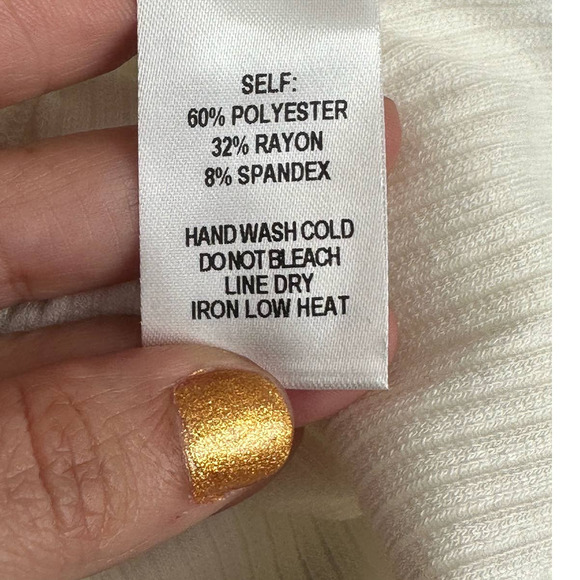 SELF:
60% POLYESTER
32% RAYON
8% SPANDEX
HAND WASH COLD
DO NOT BLEACH
LINE DRY
IRON LOW HEAT